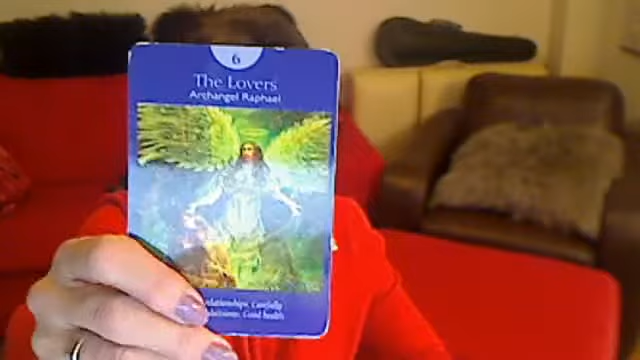 6
The Lovers
Archangel Raphael
relationships, Carefully
decisions, Good health